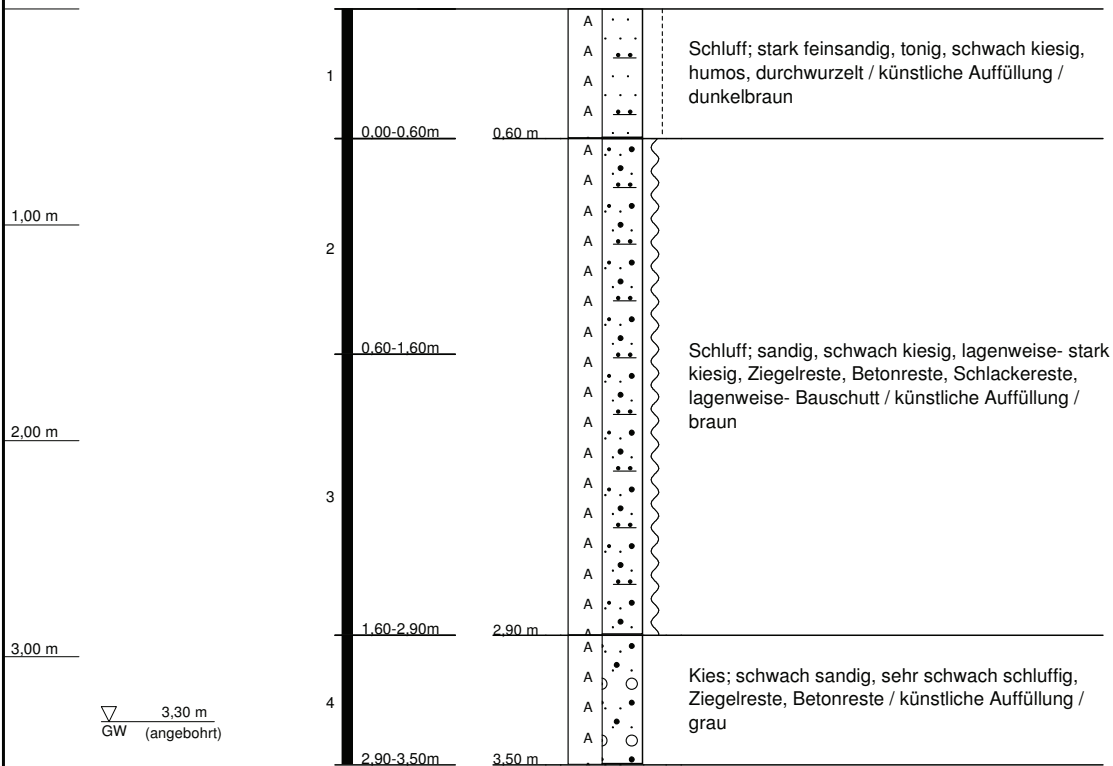 A
A
Schluff; stark feinsandig, tonig, schwach kiesig,
humos, durchwurzelt / künstliche Auffüllung /
dunkelbraun
1
A
A
0,00-0,60m
0,60 m
A
A
A
1,00 m
2
A
A
A
A
0,60-1,60m
A
A
Schluff; sandig, schwach kiesig, lagenweise- stark
kiesig, Ziegelreste, Betonreste, Schlackereste,
lagenweise- Bauschutt / künstliche Auffüllung /
braun
A
2,00 m
A
A
3
A
A
A
A
1,60-2,90m
2,90 m
3,00 m
A
A
Kies; schwach sandig, sehr schwach schluffig,
Ziegelreste, Betonreste / künstliche Auffüllung /
grau
4
A
3,30 m
GW (angebohrt)
A
2,90-3,50m
3,50 m